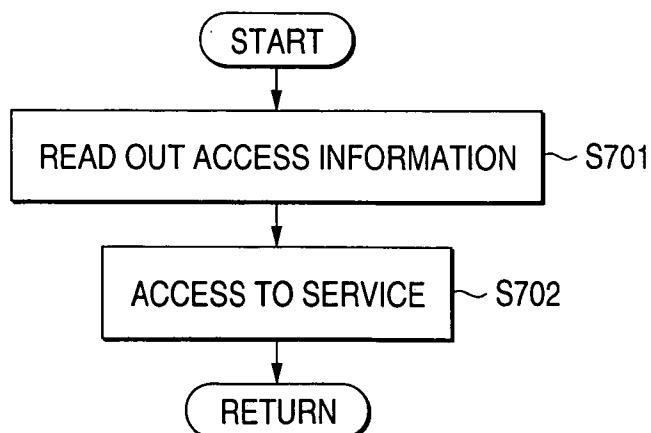 START
READ OUT ACCESS INFORMATION
S701
ACCESS TO SERVICE
S702
RETURN